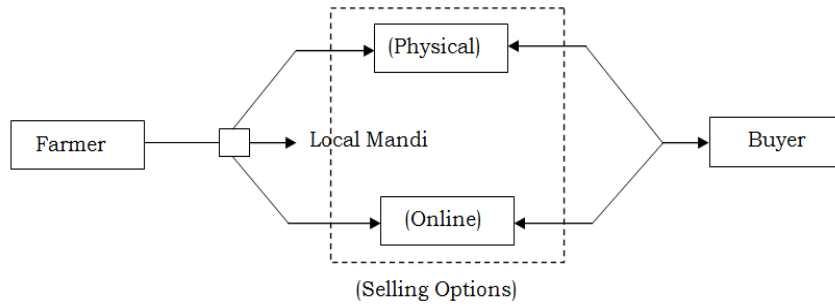 (Physical)
Farmer
Local Mandi
Buyer
(Online)
(Selling Options)